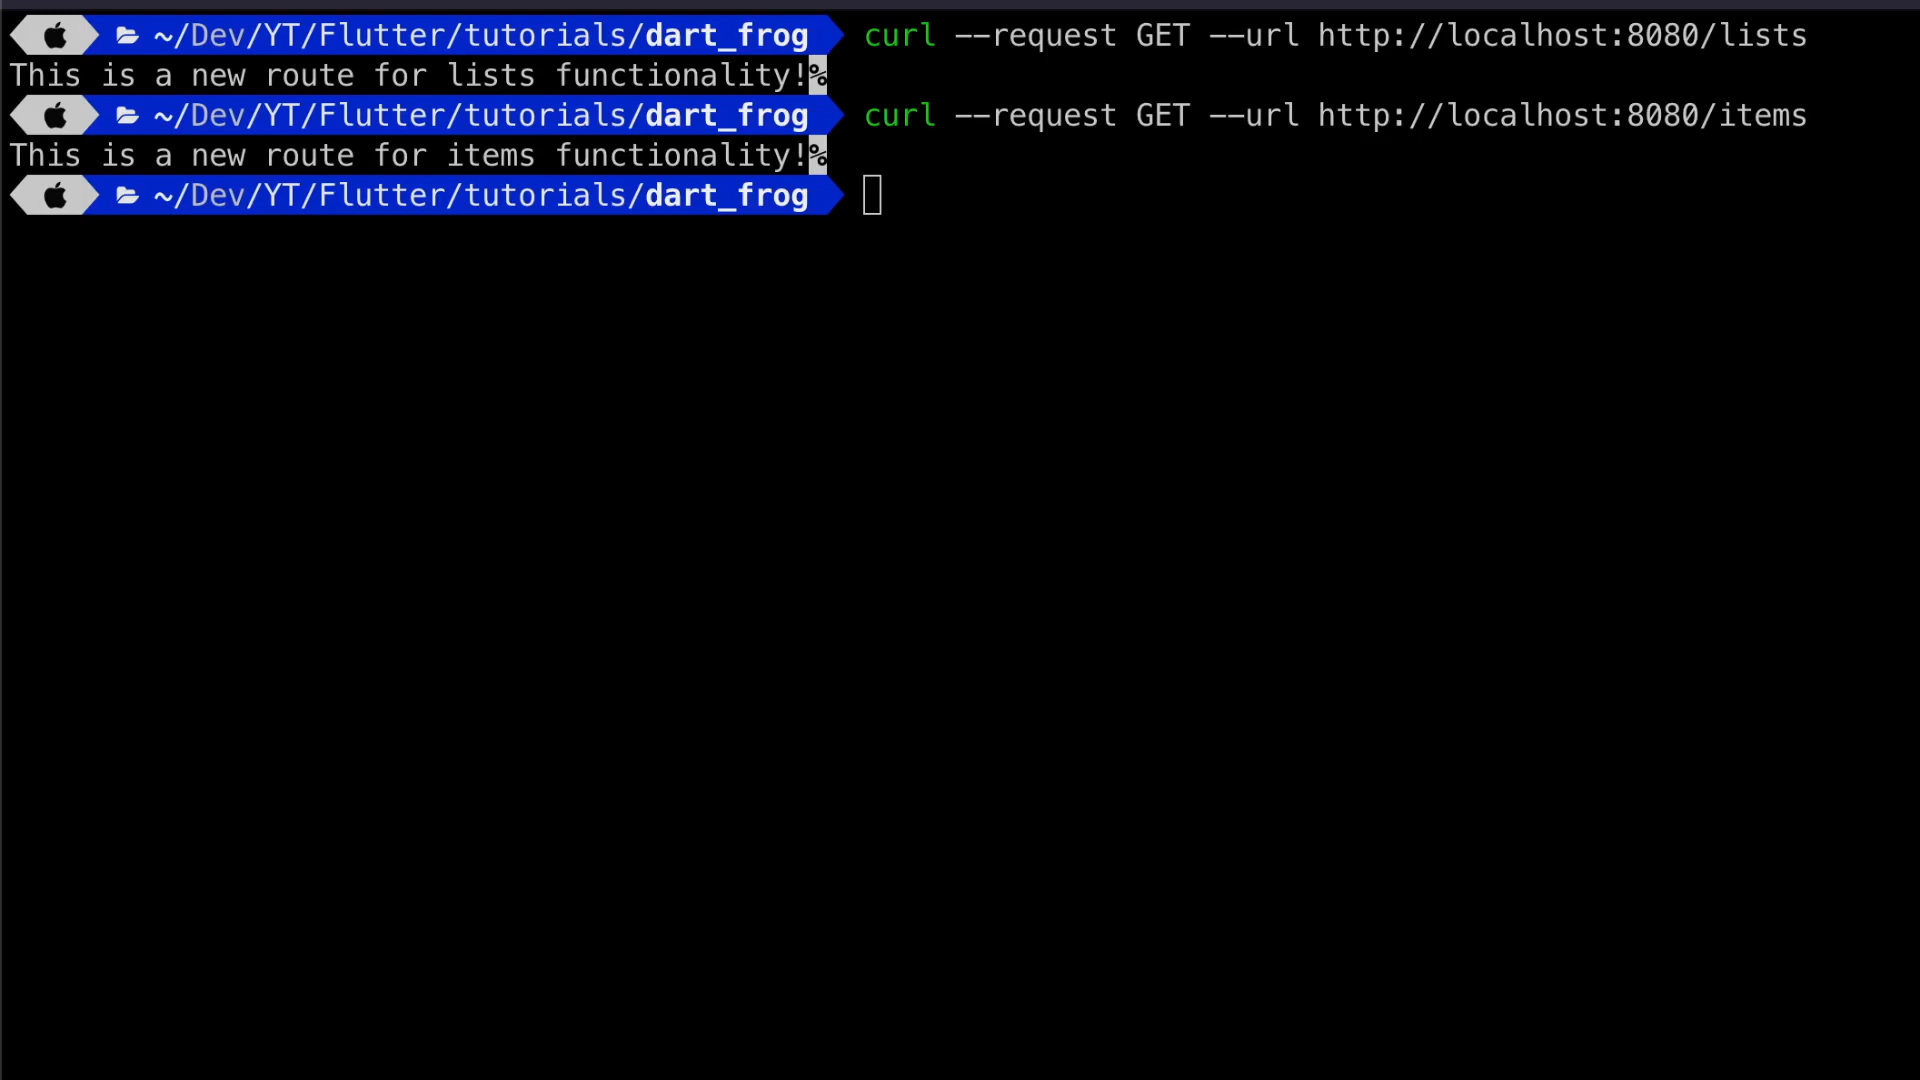 ~/Dev/YT/Flutter/tutorials/dart_frog curl --request GET --url http://localhost:8080/lists
This is a new route for lists functionality!%
~/Dev/YT/Flutter/tutorials/dart_frog curl --request GET --url http://localhost:8080/items
This is a new route for items functionality!%
~/Dev/YT/Flutter/tutorials/dart_frog